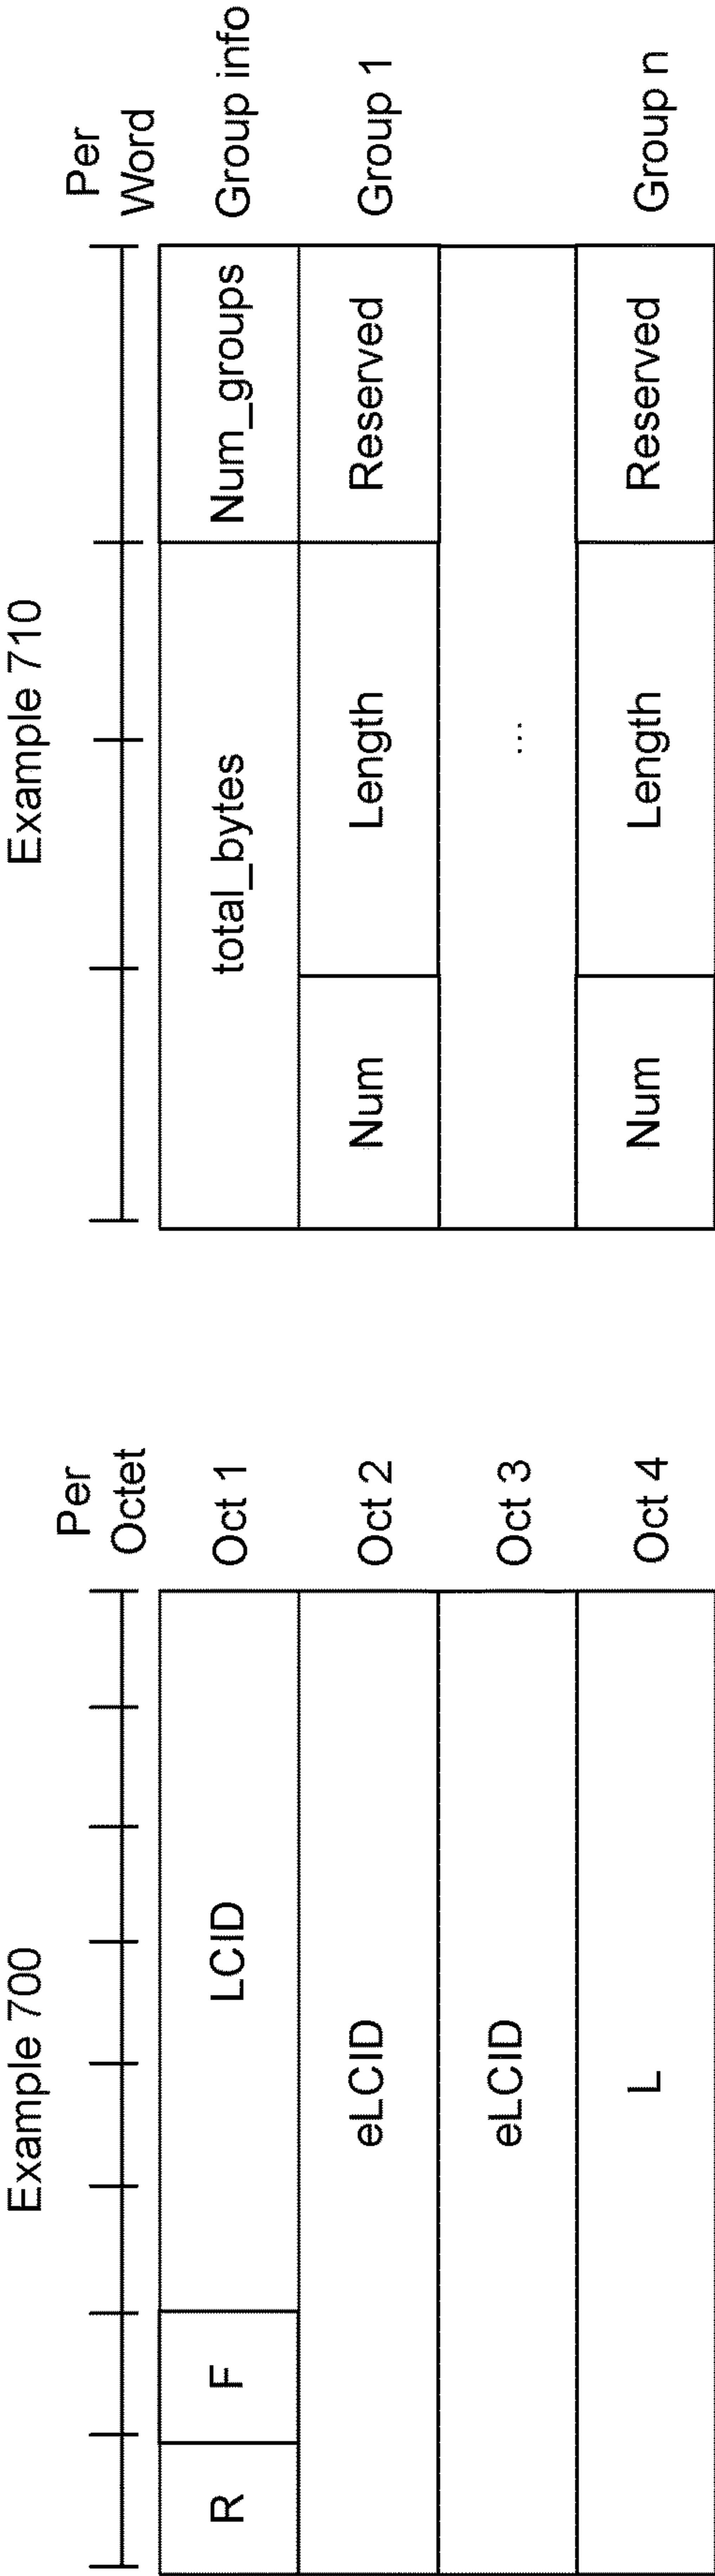 Example 700
Per
Octet
R F LCID Oct 1
eLCID Oct 2
eLCID Oct 3
L Oct 4
Example 710
Per
Word
total_bytes Num_groups Group info
Num Length Reserved Group 1
...
Num Length Reserved Group n